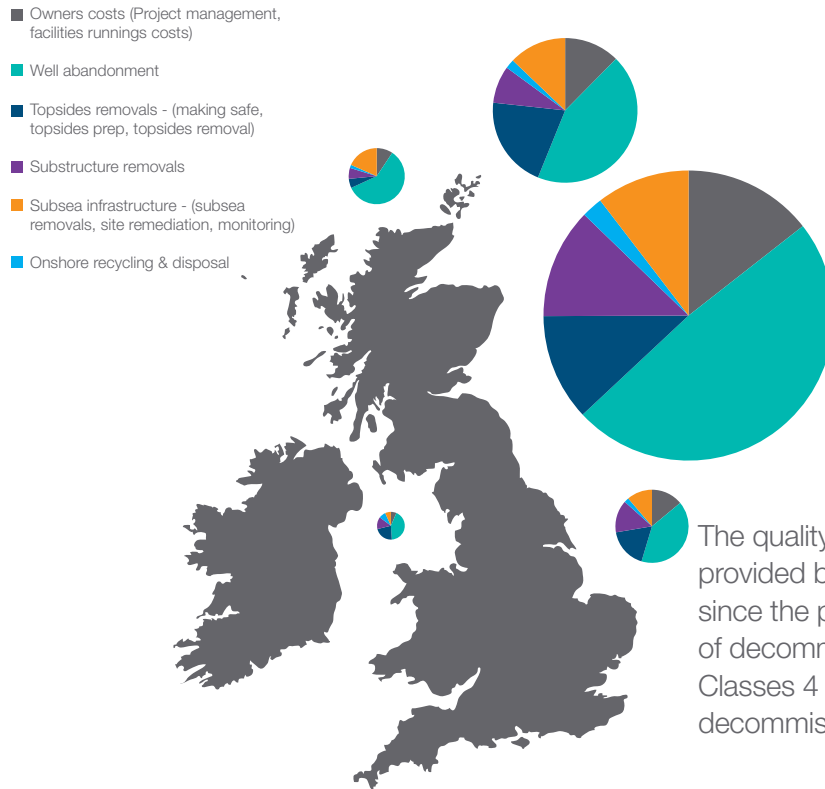 Owners costs (Project management,
facilities runnings costs)
Well abandonment
Topsides removals - (making safe,
topsides prep, topsides removal)
Substructure removals
Subsea infrastructure - (subsea
removals, site remediation, monitoring)
Onshore recycling & disposal
The quality
provided b
since the p
of decomm
Classes 4
decommis